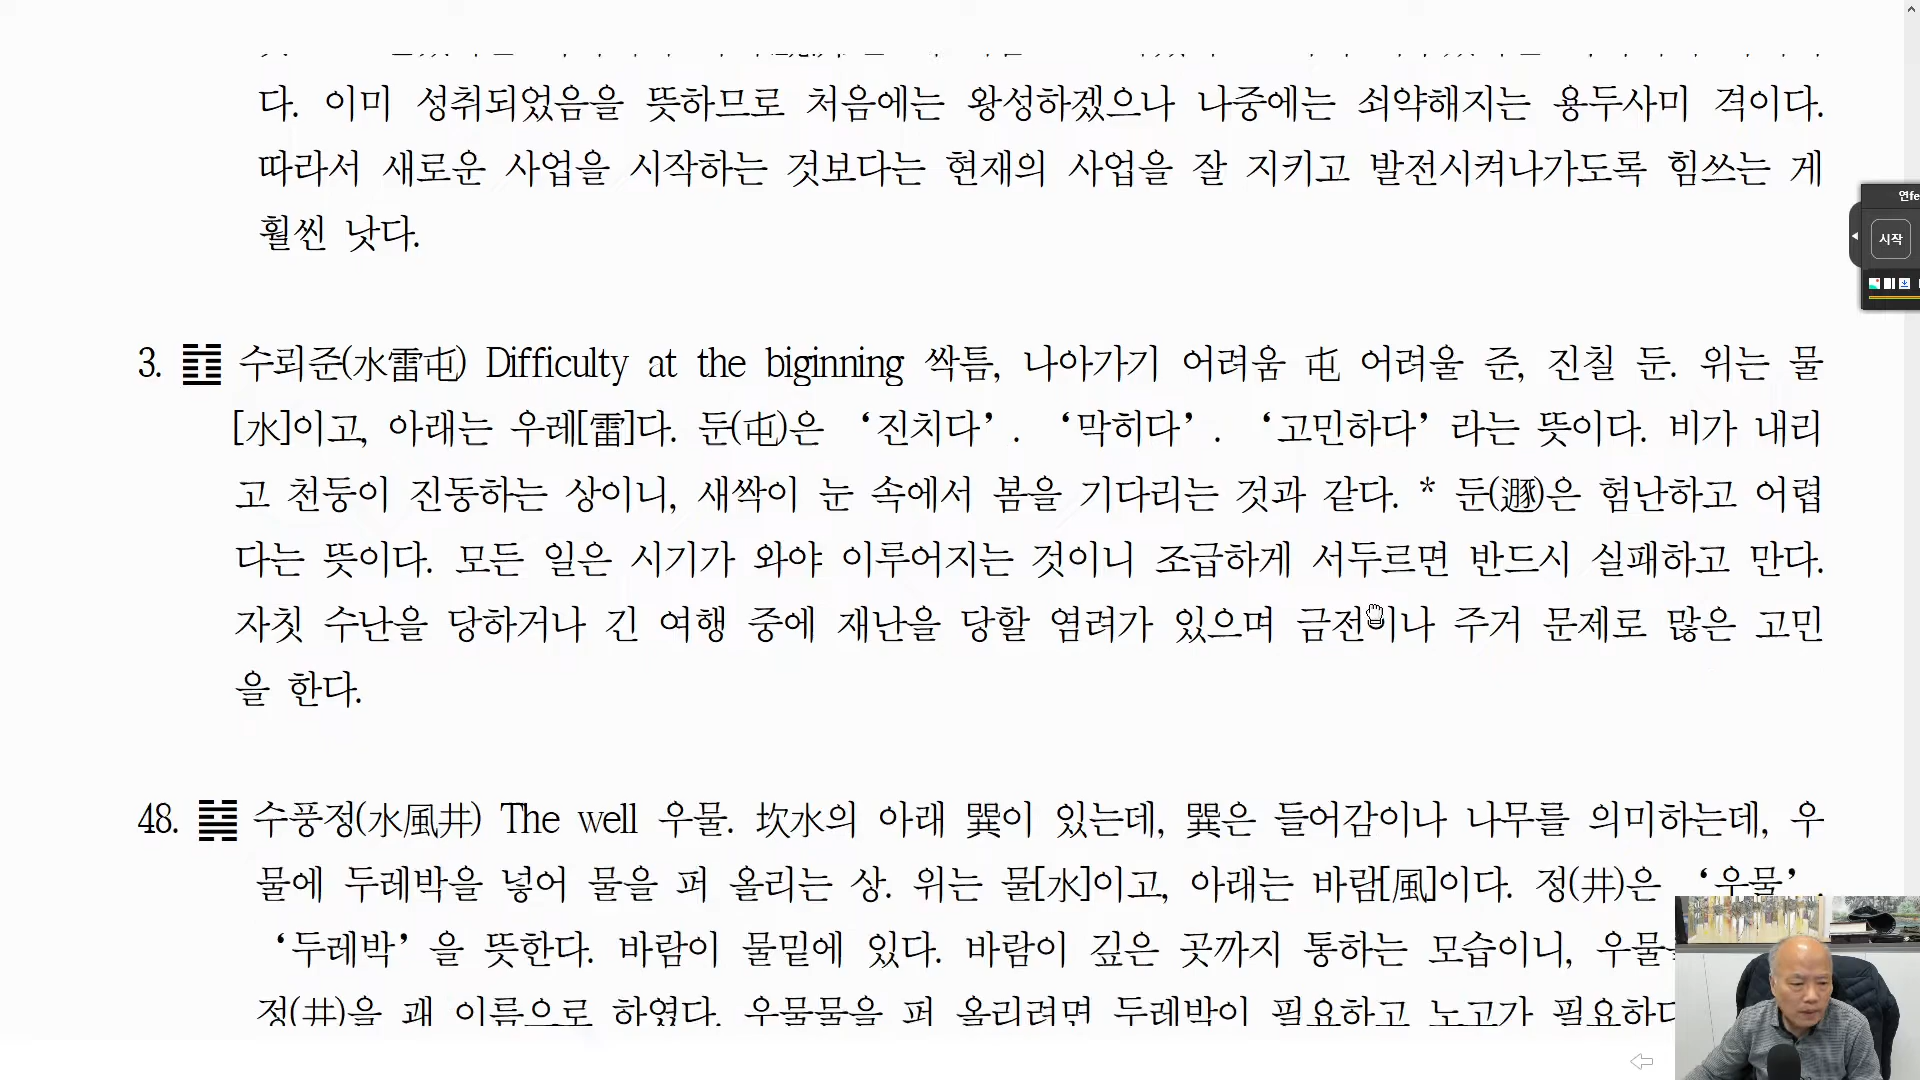 다. 이미 성취되었음을 뜻하므로 처음에는 왕성하겠으나 나중에는 쇠약해지는 용두사미 격이다.
따라서 새로운 사업을 시작하는 것보다는 현재의 사업을 잘 지키고 발전시켜나가도록 힘쓰는 게
훨씬 낫다.
3. ䷂ 수뢰준(水雷屯) Difficulty at the biginning 싹틈, 나아가기 어려움 屯 어려울 준, 진칠 둔. 위는 물
[水]이고, 아래는 우레[雷]다. 둔(屯)은 ‘진치다’. ‘막히다’. ‘고민하다’라는 뜻이다. 비가 내리
고 천둥이 진동하는 상이니, 새싹이 눈 속에서 봄을 기다리는 것과 같다. * 둔(遯)은 험난하고 어렵
다는 뜻이다. 모든 일은 시기가 와야 이루어지는 것이니 조급하게 서두르면 반드시 실패하고 만다.
자칫 수난을 당하거나 긴 여행 중에 재난을 당할 염려가 있으며 금전이나 주거 문제로 많은 고민
을 한다.
48. ䷯ 수풍정(水風井) The well 우물. 坎水의 아래 巽이 있는데, 巽은 들어감이나 나무를 의미하는데, 우
물에 두레박을 넣어 물을 퍼 올리는 상. 위는 물[水]이고, 아래는 바람[風]이다. 정(井)은 ‘우물’.
‘두레박’을 뜻한다. 바람이 물밑에 있다. 바람이 깊은 곳까지 통하는 모습이니,
정(井)을 괘 이름으로 하였다. 우물물을 퍼 올리려면 두레박이 필요하고 노고가
연fe
시작